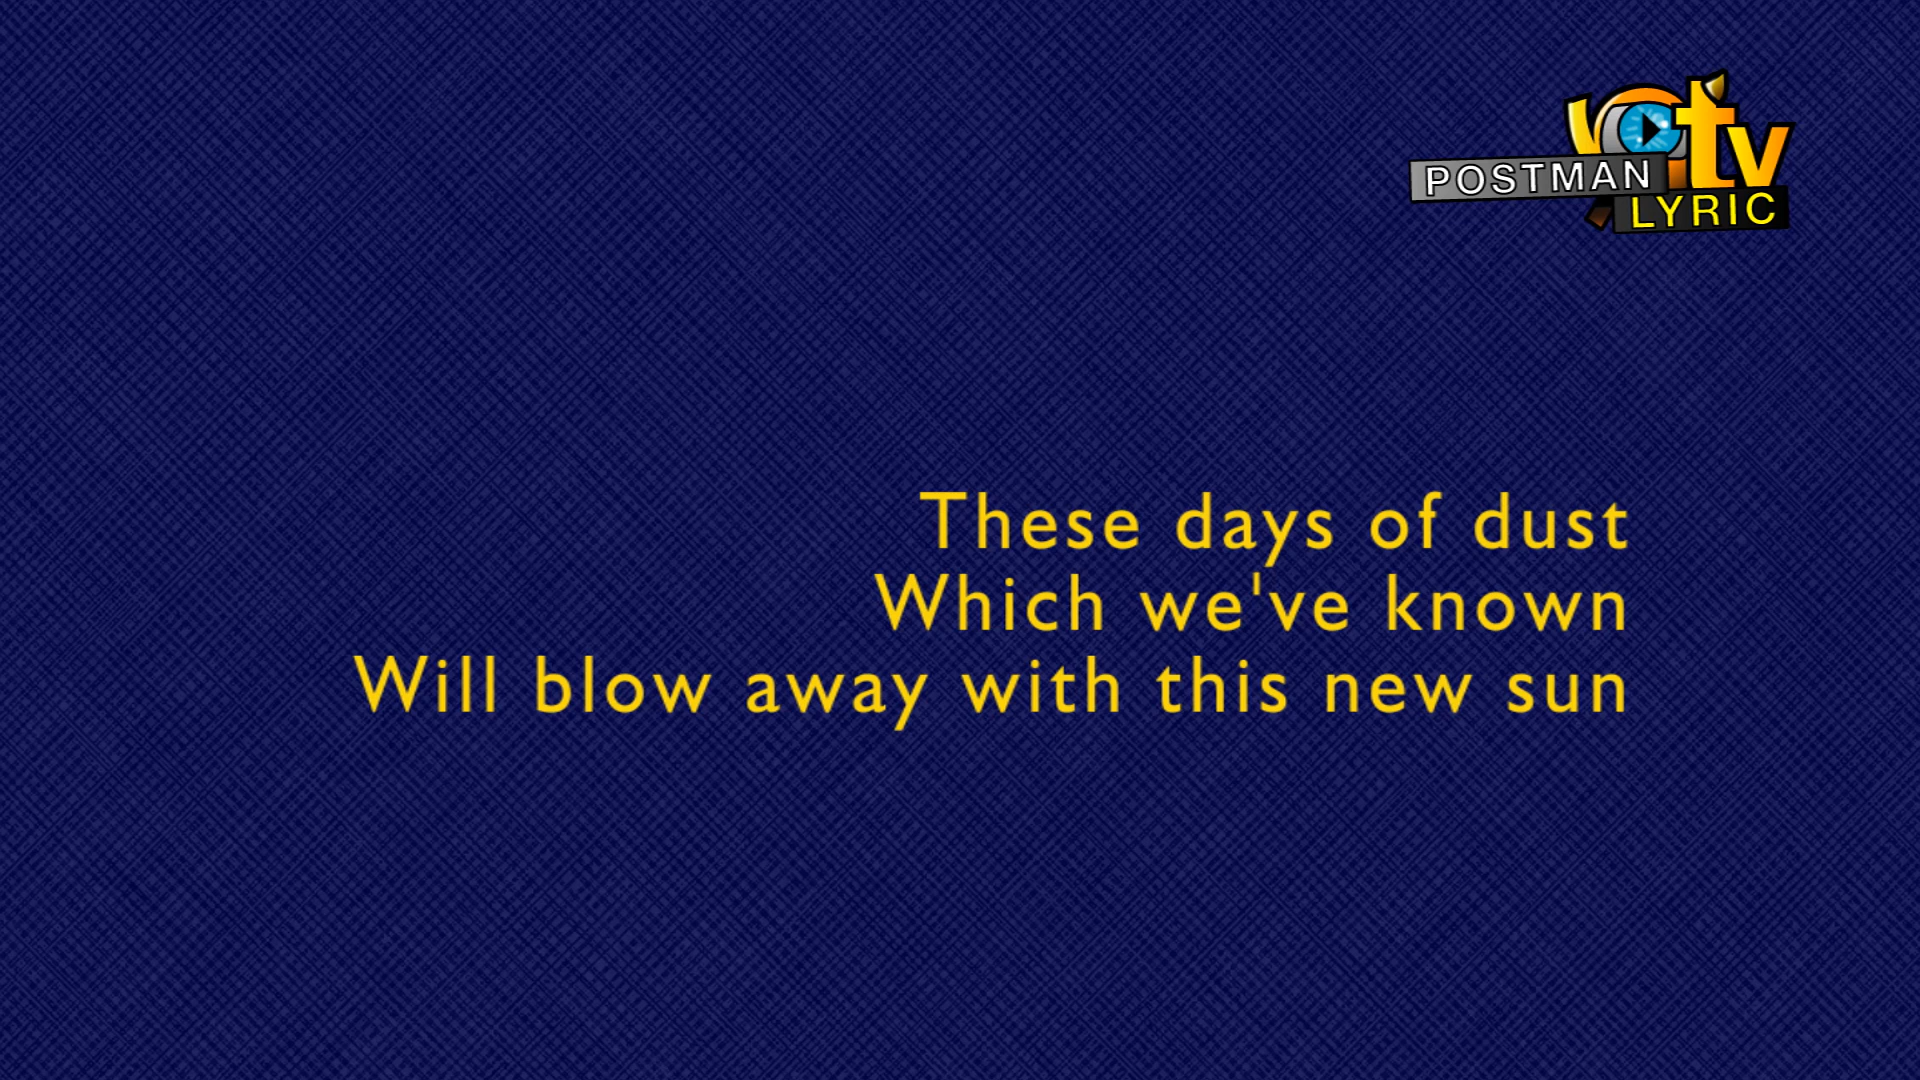 tv
POSTMAN
LYRIC
These days of dust
Which we've known
Will blow away with this new sun